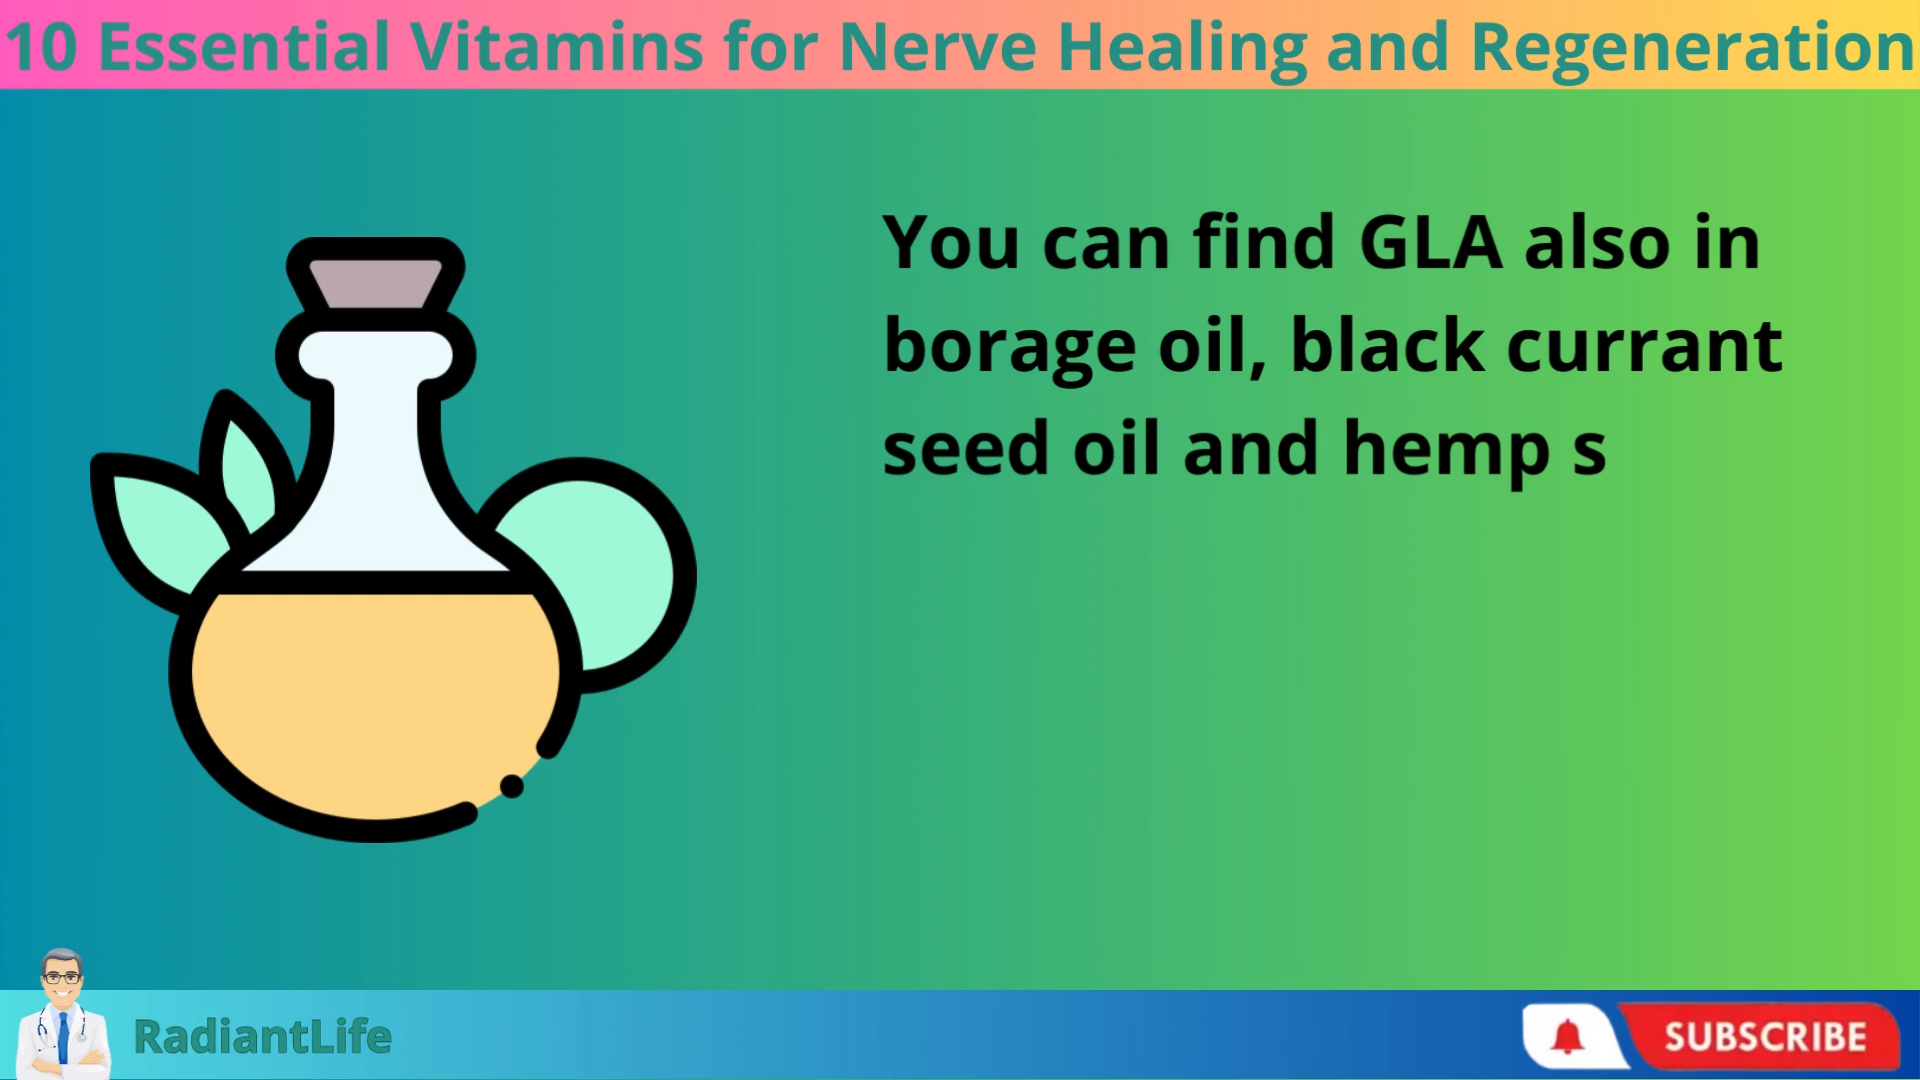 10 Essential Vitamins for Nerve Healing and Regeneration
You can find GLA also in
borage oil, black currant
seed oil and hemp s
RadiantLife
SUBSCRIBE